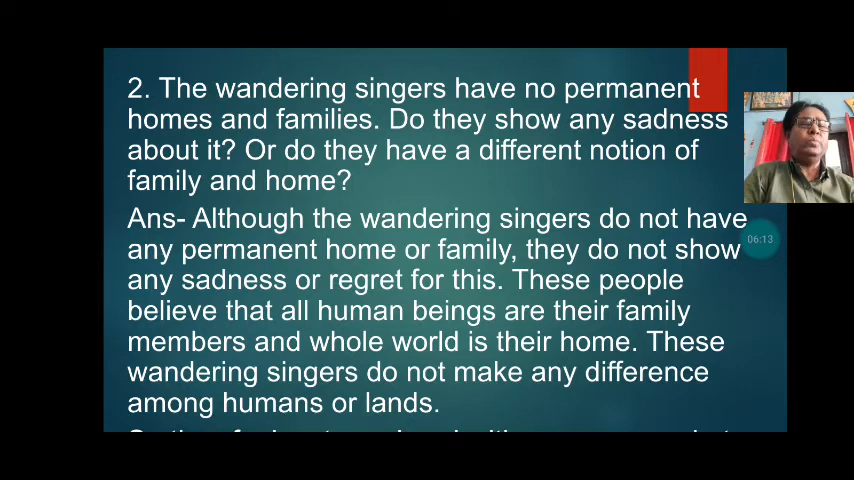 2. The wandering singers have no permanent
homes and families. Do they show any sadness
about it? Or do they have a different notion of
family and home?
Ans- Although the wandering singers do not have
any permanent home or family, they do not show
any sadness or regret for this. These people
believe that all human beings are their family
members and whole world is their home. These
wandering singers do not make any difference
among humans or lands.
06:13